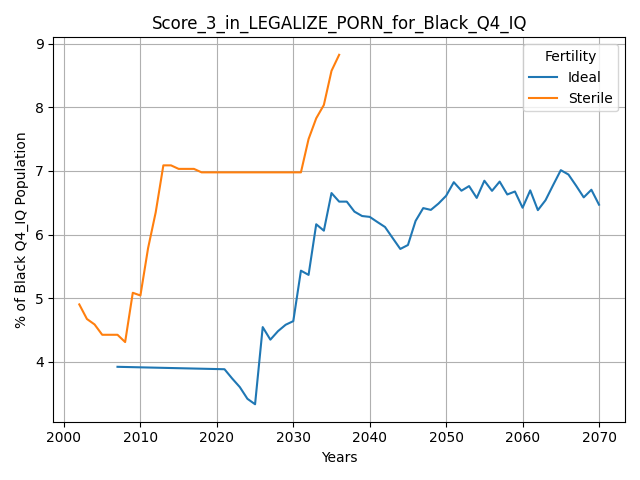 Score_3_in_LEGALIZE_PORN_for_Black_Q4_IQ
Fertility
Ideal
Sterile
% of Black Q4_IQ Population
9
8
7
6
5
4
2000 2010 2020 2030 2040 2050 2060 2070
Years